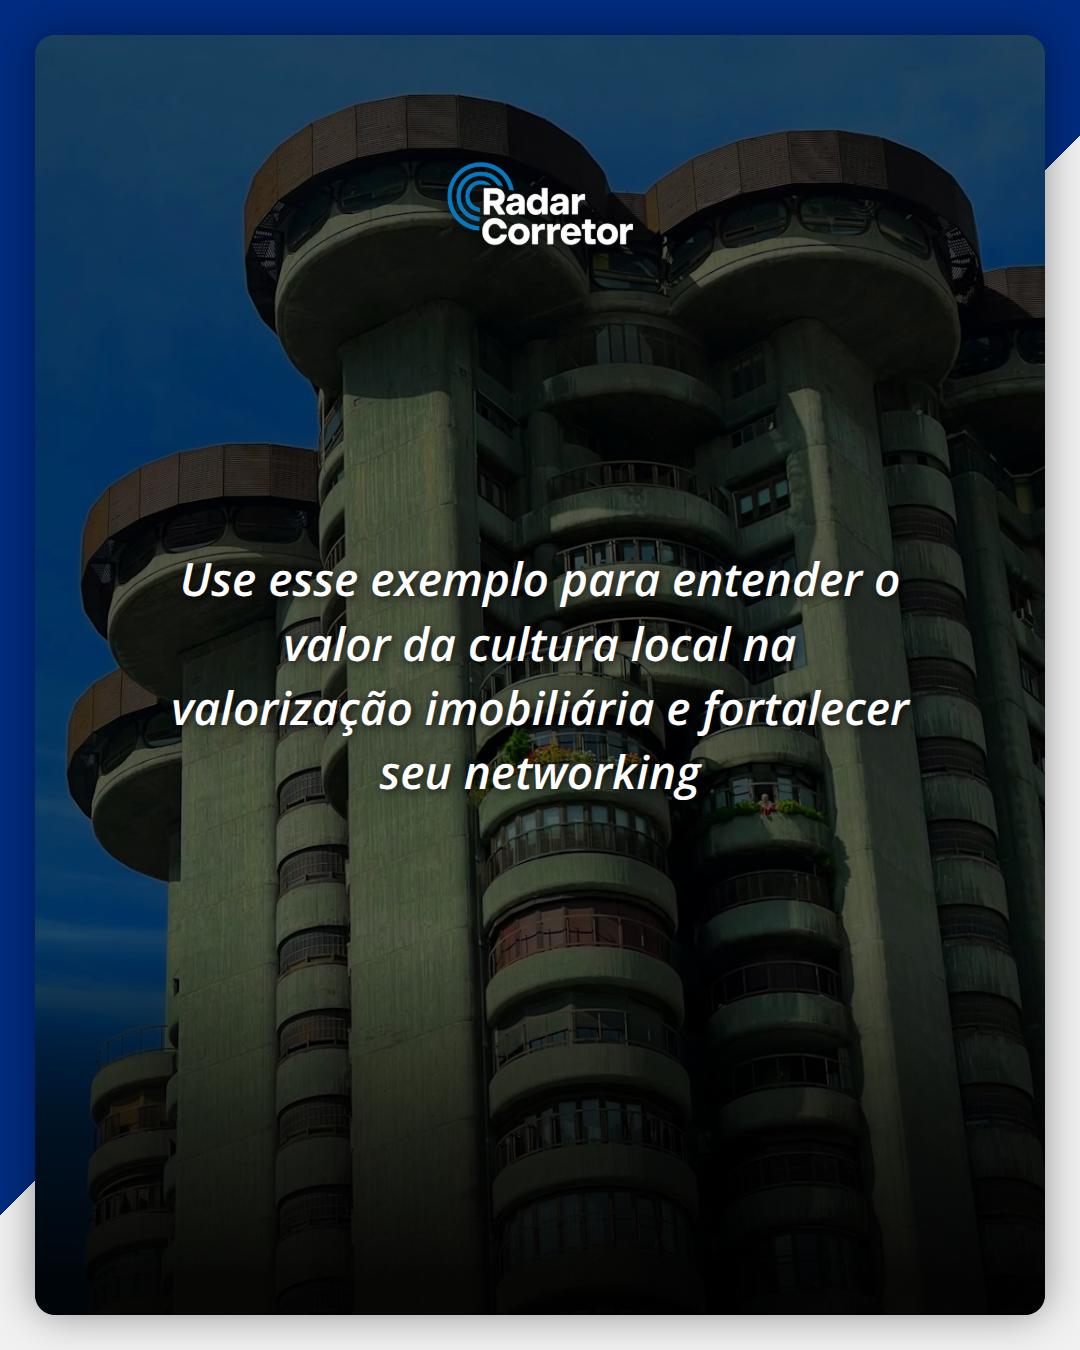 Radar
Corretor
Use esse exemplo para entender o
valor da cultura local na
valorização imobiliária e fortalecer
seu networking